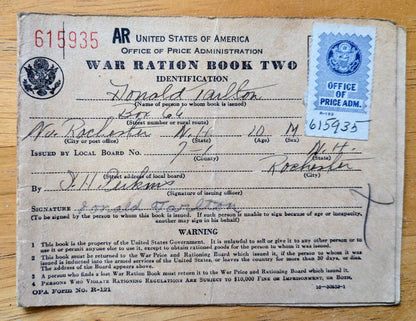 615935 AR UNITED STATES OF AMERICA
OFFICE OF PRICE ADMINISTRATION
WAR RATION BOOK TWO
IDENTIFICATION
OFFICE
OF
PRICE ADM.
R-123
615935
Donald Tarlton
(Name of person to whom book is issued)
Box 66
(Street number or rural route)
No. Rochester N.H. 10 M
(City or post office) (State) (Age) (Sex)
ISSUED BY LOCAL BOARD No. 7-1 N.H.
(County) (State)
Rochester
(Street address of local board) (City)
By Perkins
(Signature of issuing officer)
SIGNATURE Donald Tarlton
(To be signed by the person to whom this book is issued. If such person is unable to sign because of age or incapacity, another may sign in his behalf)
WARNING
1 This book is the property of the United States Government. It is unlawful to sell or give it to any other person or to
use it or permit anyone else to use it, except to obtain rationed goods for the person to whom it was issued.
2 This book must be returned to the War Price and Rationing Board which issued it, if the person to whom it was
issued is inducted into the armed services of the United States, or leaves the country for more than 30 days, or dies.
The address of the Board appears above.
3 A person who finds a lost War Ration Book must return it to the War Price and Rationing Board which issued it.
4 PERSONS WHO VIOLATE RATIONING REGULATIONS ARE SUBJECT TO $10,000 FINE OR IMPRISONMENT, OR BOTH.
OPA Form No. R-121